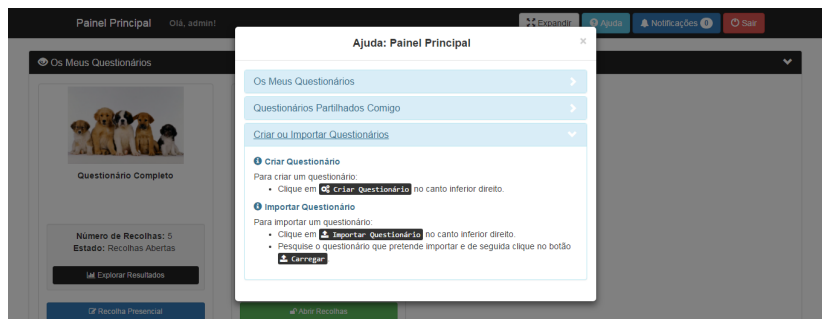 Painel Principal Olá, admin!
Expandir Ajuda Notificações 0 Sair
Ajuda: Painel Principal ×
Os Meus Questionários
Os Meus Questionários
Questionários Partilhados Comigo
Criar ou Importar Questionários
Criar Questionário
Para criar um questionário:
• Clique em Criar Questionário no canto inferior direito.
Importar Questionário
Para importar um questionário:
• Clique em Importar Questionário no canto inferior direito.
• Pesquise o questionário que pretende importar e de seguida clique no botão
Carregar
Questionário Completo
Número de Recolhas: 5
Estado: Recolhas Abertas
Explorar Resultados
Recolha Presencial
Abrir Recolhas